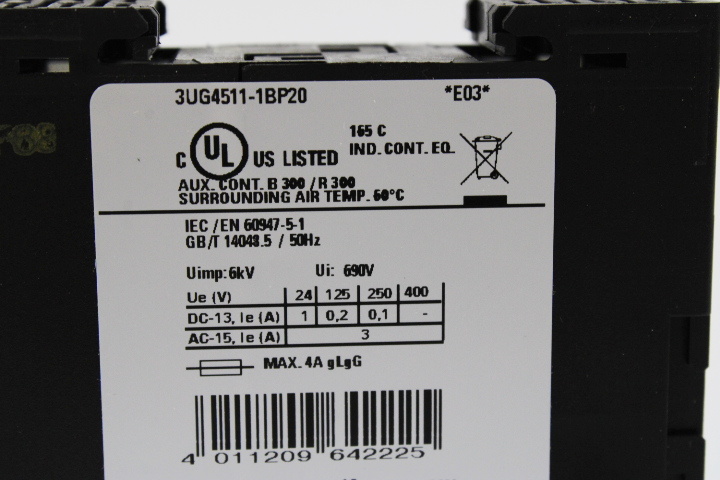 3UG4511-1BP20 *E03*
C UL US LISTED
165 C
IND. CONT. EQ.
AUX. CONT. B 300 / R 300
SURROUNDING AIR TEMP. 60°C
IEC / EN 60947-5-1
GB/T 14048.5 / 50Hz
Uimp: 6kV Ui: 690V
Ue (V) 24 125 250 400
DC-13, Ie (A) 1 0,2 0,1 -
AC-15, Ie (A) 3
MAX. 4A gLgG
4 011209 642225